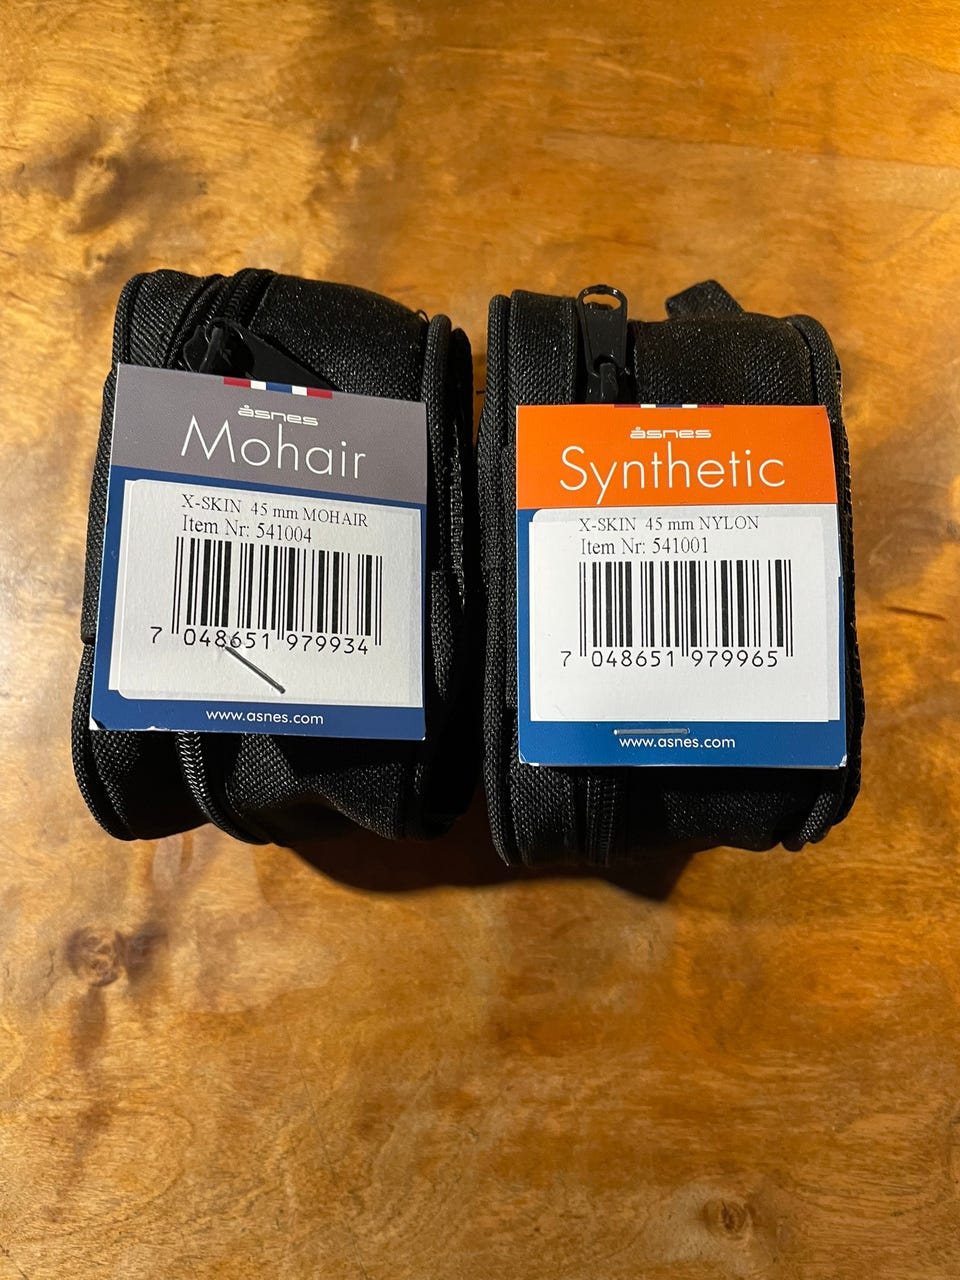 åsnes
Mohair
X-SKIN 45 mm MOHAIR
Item Nr: 541004
7 048651 979934
www.asnes.com
åsnes
Synthetic
X-SKIN 45 mm NYLON
Item Nr: 541001
7 048651 979965
www.asnes.com